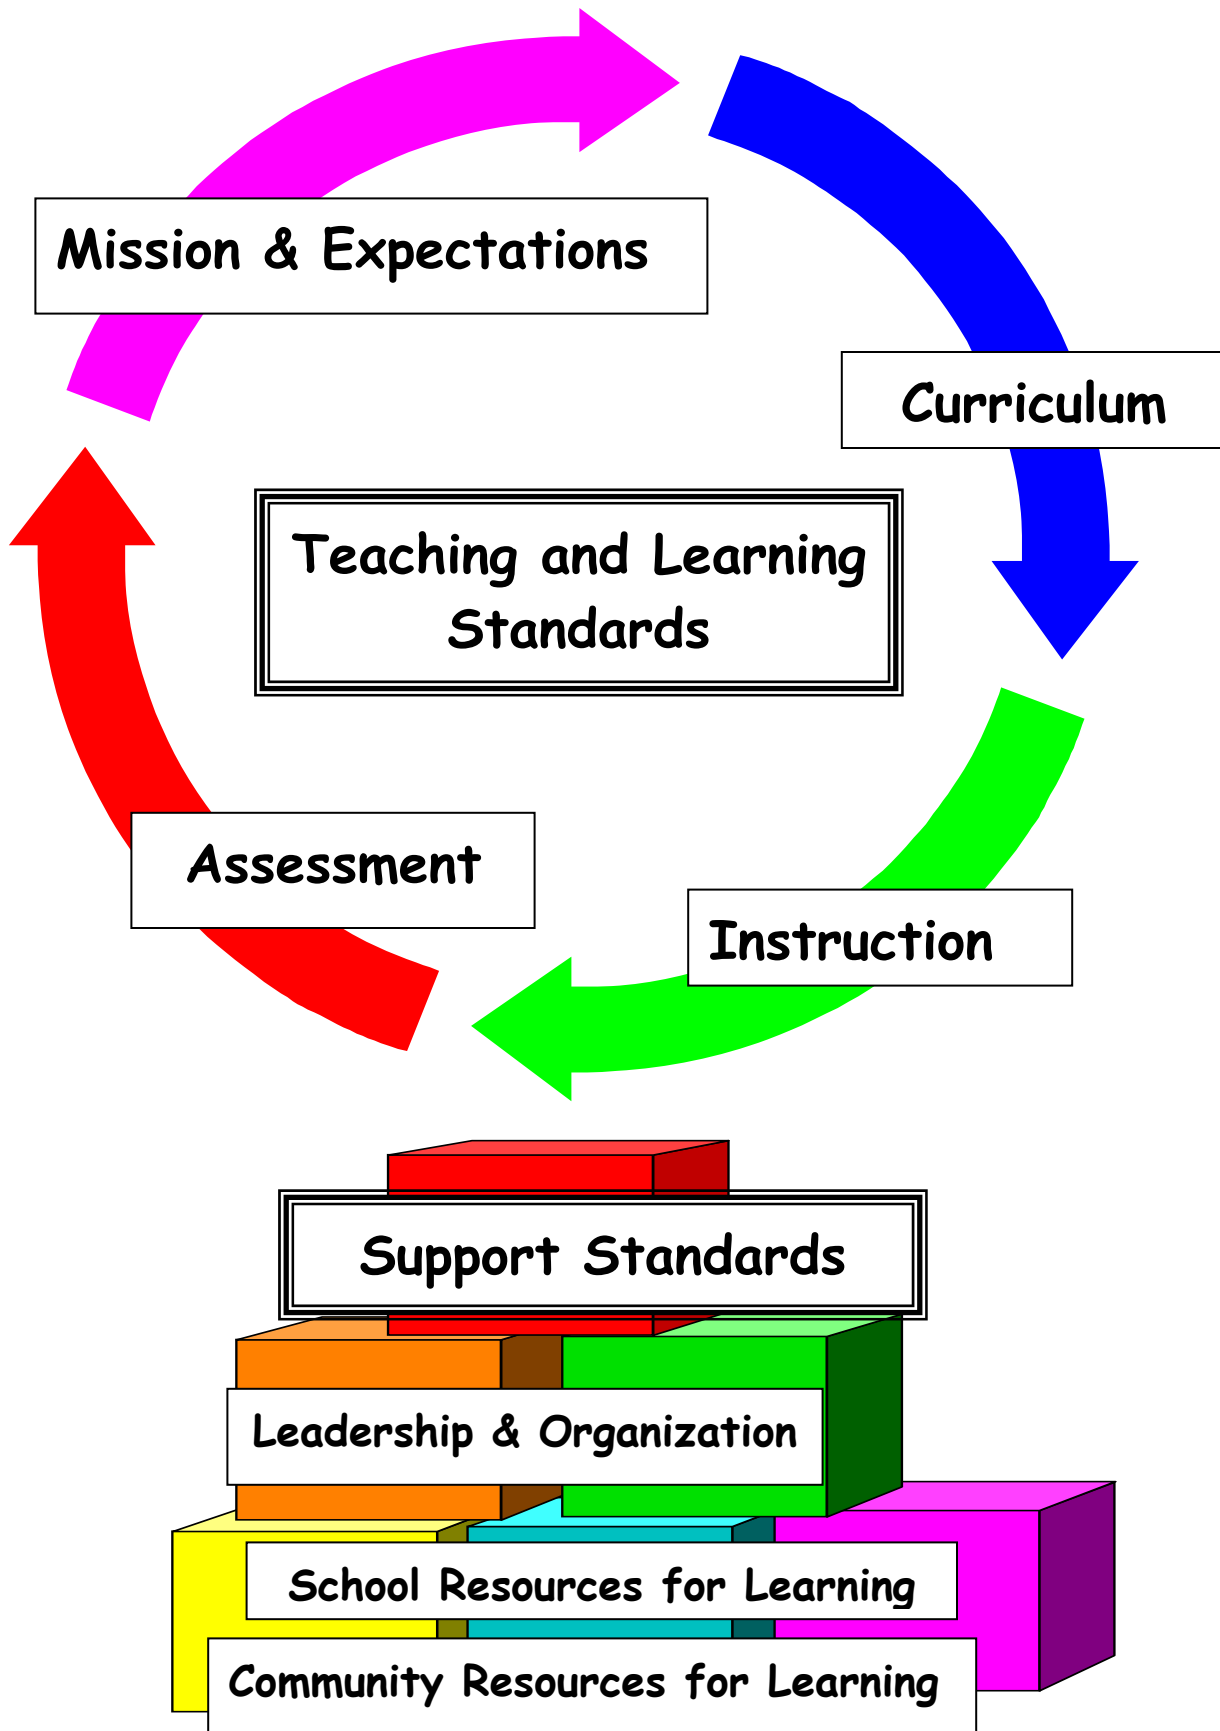 Mission & Expectations
Curriculum
Teaching and Learning
Standards
Assessment
Instruction
Support Standards
Leadership & Organization
School Resources for Learning
Community Resources for Learning